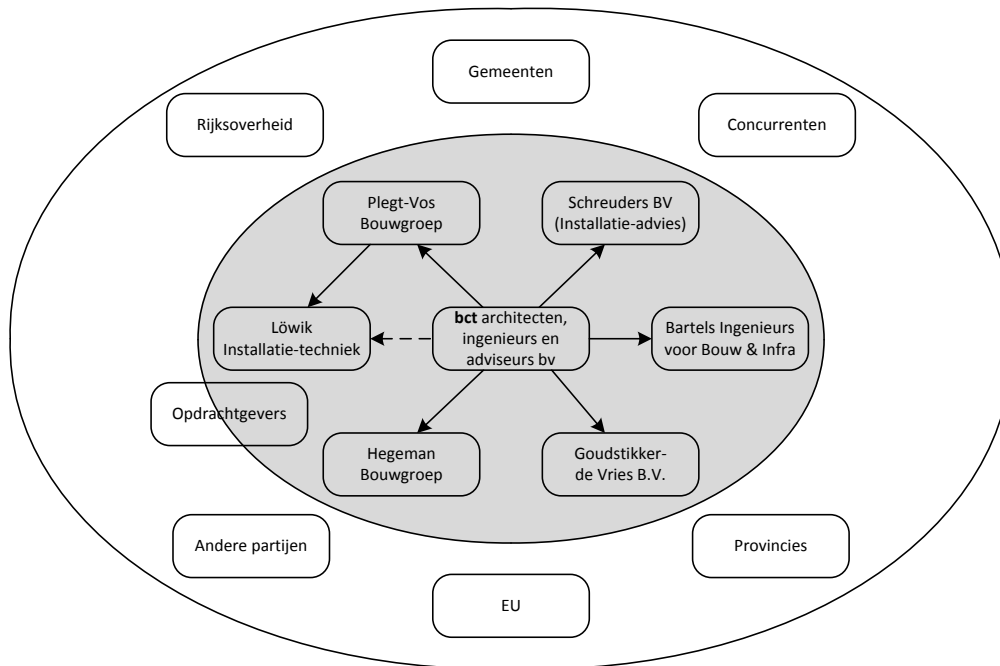 Gemeenten
Rijksoverheid
Concurrenten
Plegt-Vos
Bouwgroep
Schreuders BV
(Installatie-advies)
Löwik
Installatie-techniek
bct architecten,
ingenieurs en
adviseurs bv
Bartels Ingenieurs
voor Bouw & Infra
Opdrachtgevers
Hegeman
Bouwgroep
Goudstikker-
de Vries B.V.
Andere partijen
Provincies
EU